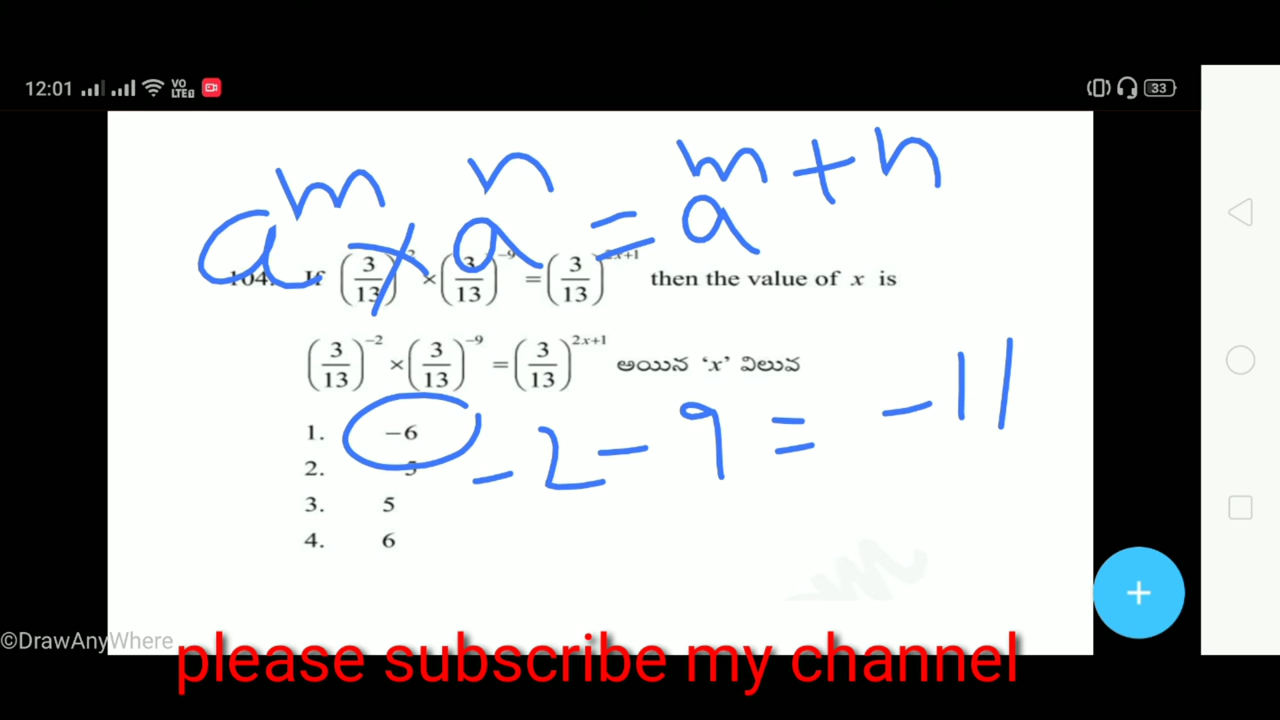 12:01 VO LTE 33
a^m × a^n = a^(m+n)
104. If (3/13)^-2 × (3/13)^-9 = (3/13)^(2x+1) then the value of x is
(3/13)^-2 × (3/13)^-9 = (3/13)^(2x+1) అయిన ‘x’ విలువ
1. −6
-2-9 = -11
2. −5
3. 5
4. 6
©DrawAnyWhere
please subscribe my channel